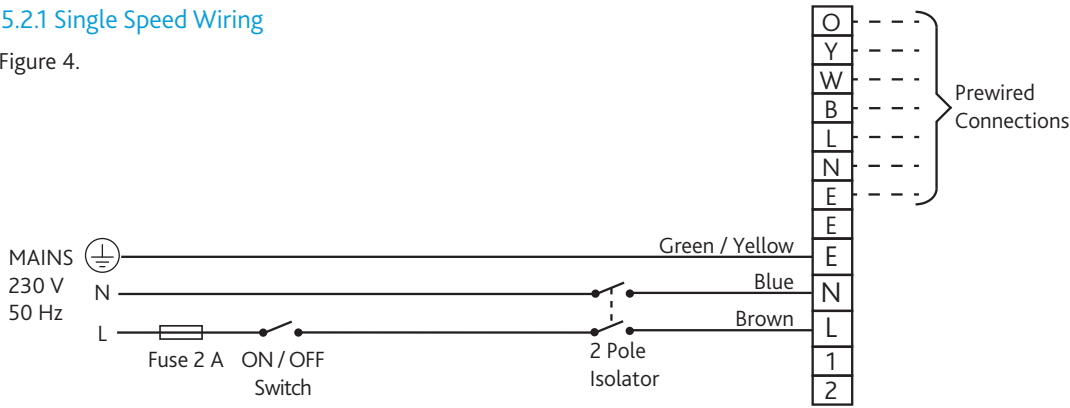 5.2.1 Single Speed Wiring
Figure 4.
O
Y
W
B
L
N
E
E
E
N
L
1
2
Prewired
Connections
MAINS
230 V
50 Hz
N
L
Green / Yellow
Blue
Brown
Fuse 2 A
ON / OFF
Switch
2 Pole
Isolator